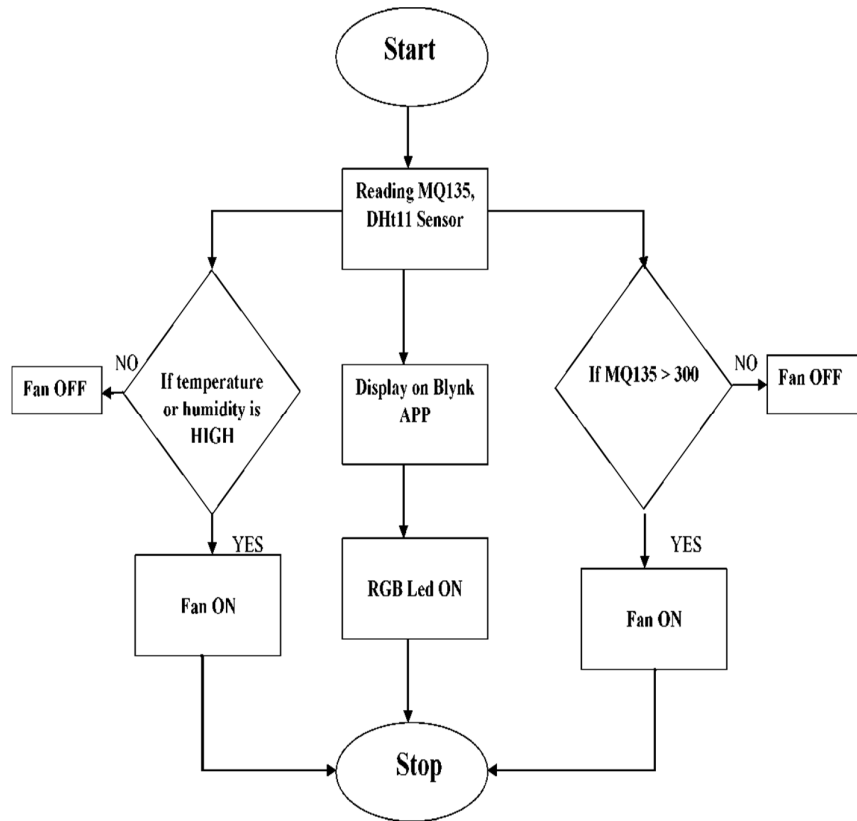 Start
Reading MQ135,
DHt11 Sensor
NO
Fan OFF
If temperature
or humidity is
HIGH
Display on Blynk
APP
If MQ135 > 300
NO
Fan OFF
YES
Fan ON
RGB Led ON
YES
Fan ON
Stop